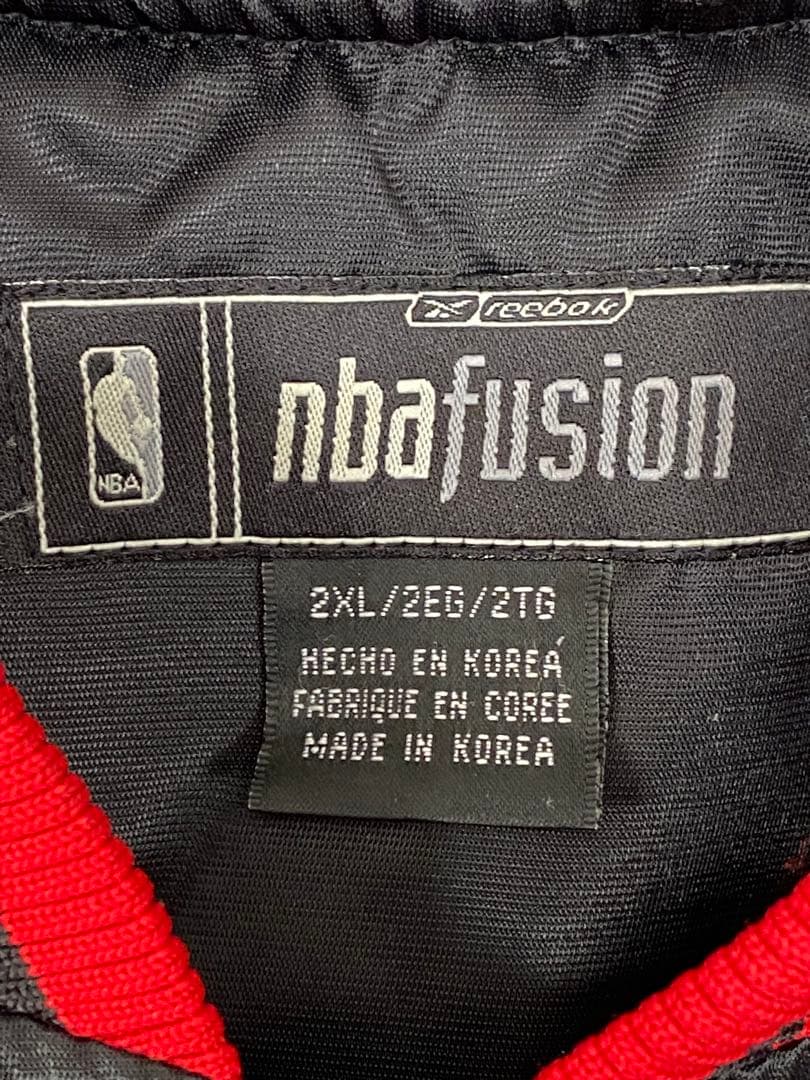 reebok
NBA
nbafusion
2XL/2EG/2TG
HECHO EN KOREA
FABRIQUE EN COREE
MADE IN KOREA